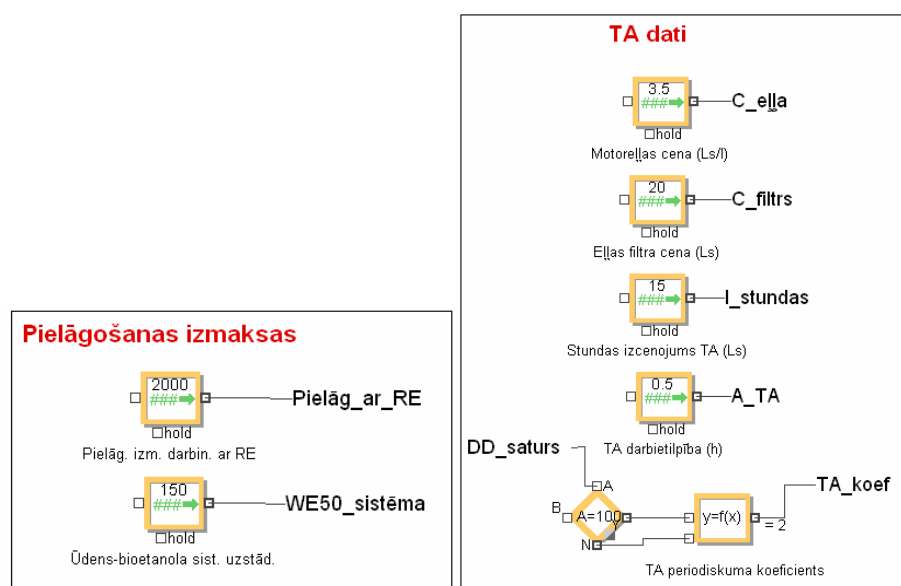 TA dati
3.5
###
C_eļļa
hold
Motoreļļas cena (Ls/l)
20
###
C_filtrs
hold
Eļļas filtra cena (Ls)
15
###
I_stundas
hold
Stundas izcenojums TA (Ls)
0.5
###
A_TA
hold
TA darbietilpība (h)
DD_saturs
A
B
A=100
Y
N
y=f(x)
= 2
TA_koef
TA periodiskuma koeficients
Pielāgošanas izmaksas
2000
###
Pielāg_ar_RE
hold
Pielāg. izm. darbin. ar RE
150
###
WE50_sistēma
hold
Ūdens-bioetanola sist. uzstād.